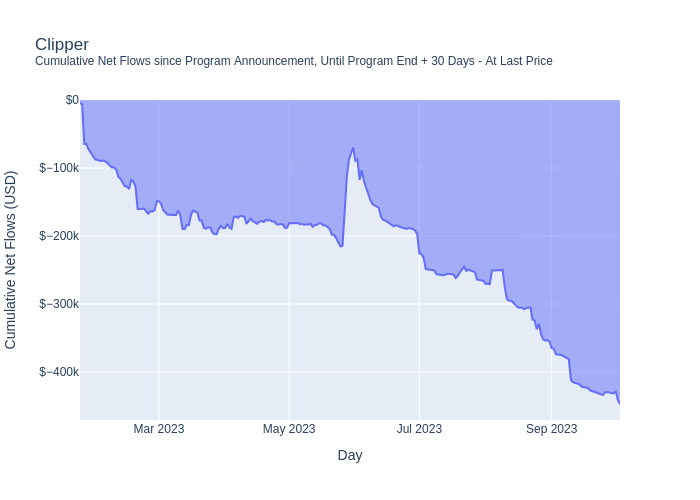 Clipper
Cumulative Net Flows since Program Announcement, Until Program End + 30 Days - At Last Price
$0
$−100k
$−200k
$−300k
$−400k
Cumulative Net Flows (USD)
Mar 2023
May 2023
Jul 2023
Sep 2023
Day